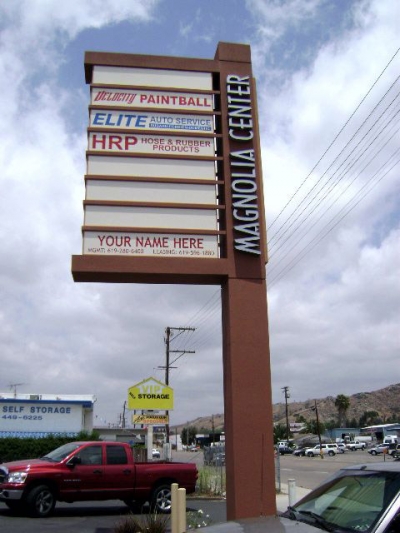 MAGNOLIA CENTER
VELOCITY PAINTBALL
ELITE AUTO SERVICE
HRP HOSE & RUBBER
PRODUCTS
YOUR NAME HERE
VIP
STORAGE
SELF STORAGE